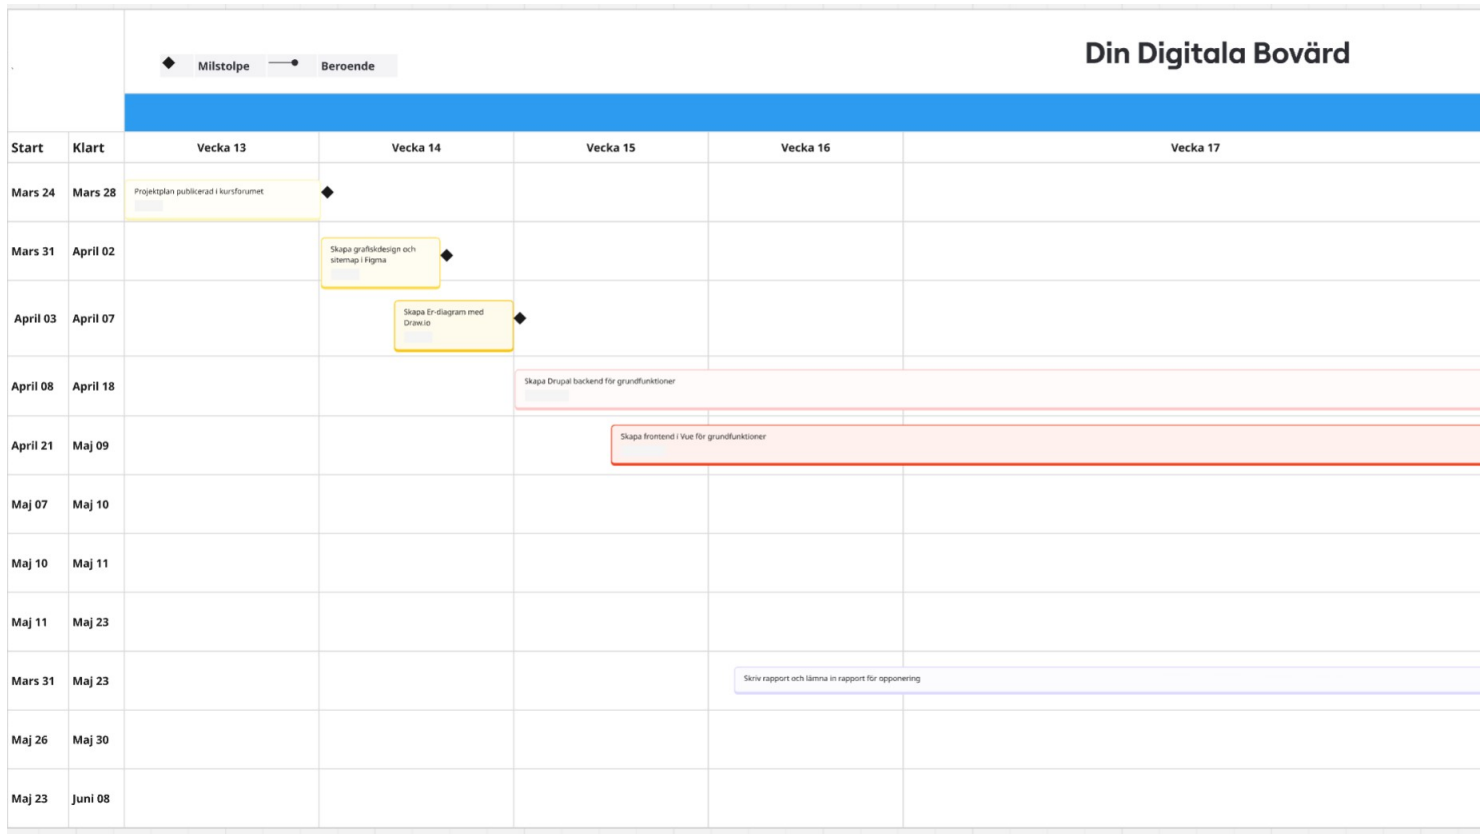 Din Digitala Bovärd
Milstolpe
Beroende
Start Klart Vecka 13 Vecka 14 Vecka 15 Vecka 16 Vecka 17
Mars 24 Mars 28 Projektplan publicerad i kursforumet
Mars 31 April 02 Skapa grafiskdesign och
sitemap i Figma
April 03 April 07 Skapa Er-diagram med
Draw.io
April 08 April 18 Skapa Drupal backend för grundfunktioner
April 21 Maj 09 Skapa frontend i Vue för grundfunktioner
Maj 07 Maj 10
Maj 10 Maj 11
Maj 11 Maj 23
Mars 31 Maj 23 Skriv rapport och lämna in rapport för opponering
Maj 26 Maj 30
Maj 23 Juni 08